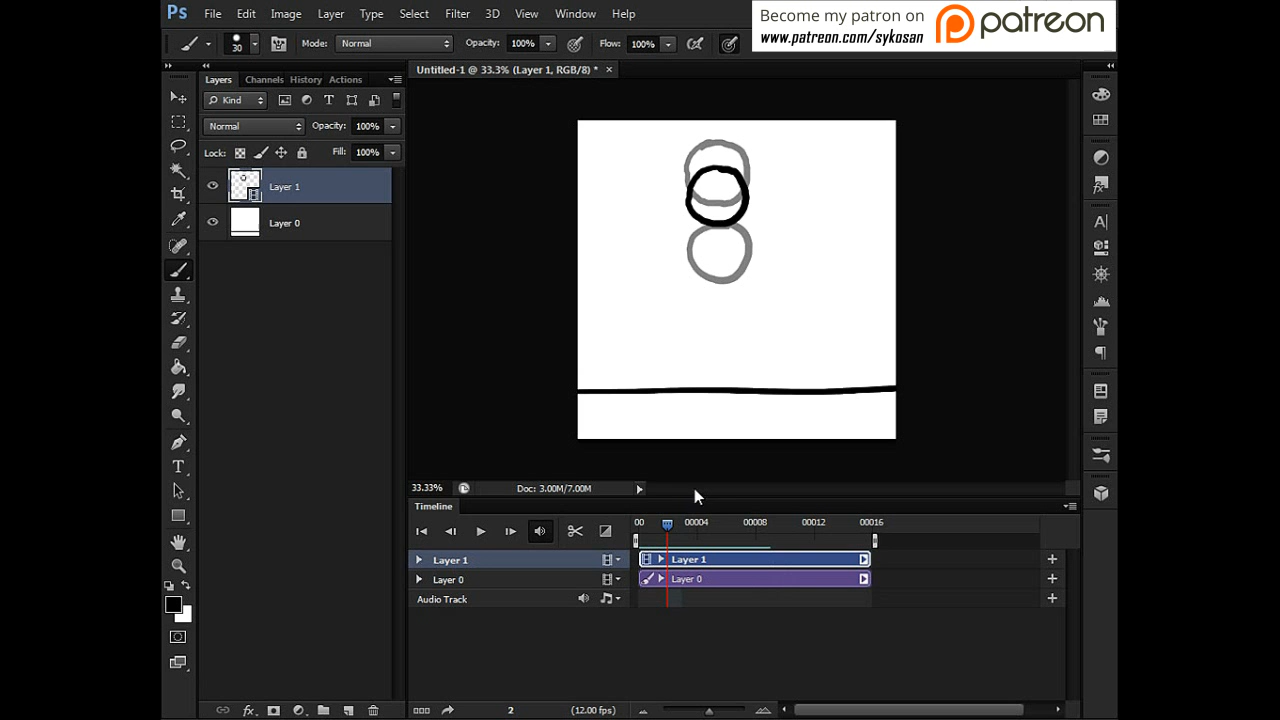 Ps File Edit Image Layer Type Select Filter 3D View Window Help
Become my patron on
patreon
www.patreon.com/sykosan
30 Mode: Normal Opacity: 100% Flow: 100%
Layers Channels History Actions
Untitled-1 @ 33.3% (Layer 1, RGB/8) * ×
Kind
Normal Opacity: 100%
Lock: Fill: 100%
Layer 1
Layer 0
33.33% Doc: 3.00M/7.00M
Timeline
00 00004 00008 00012 00016
Layer 1 Layer 1
Layer 0 Layer 0
Audio Track
2 (12.00 fps)